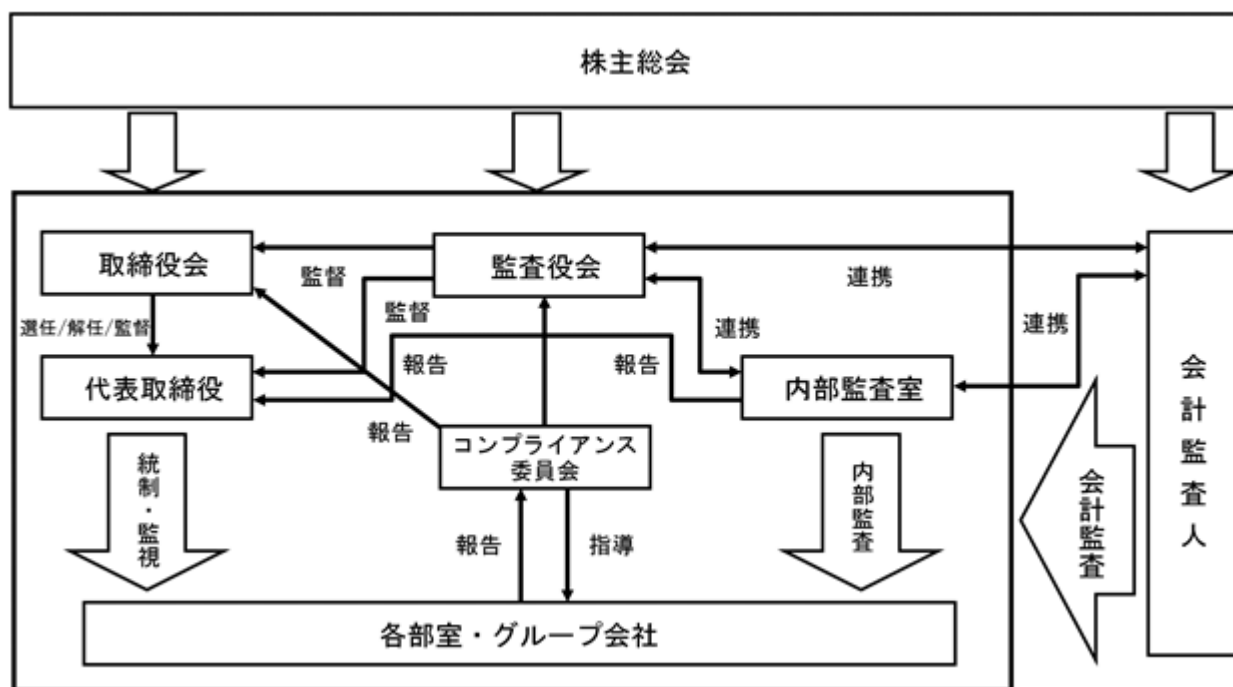 株主総会
取締役会
監査役会
監督
連携
監督
選任/解任/監督
連携
連携
報告
報告
代表取締役
内部監査室
報告
コンプライアンス
委員会
統制・監視
内部監査
会計監査
会計監査人
報告
指導
各部室・グループ会社